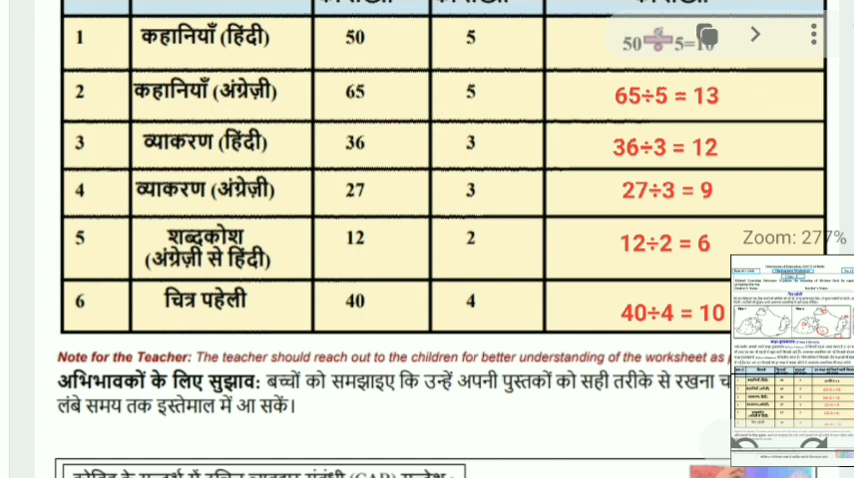 1 कहानियाँ (हिंदी) 50 5 50÷5=10
2 कहानियाँ (अंग्रेज़ी) 65 5 65÷5 = 13
3 व्याकरण (हिंदी) 36 3 36÷3 = 12
4 व्याकरण (अंग्रेज़ी) 27 3 27÷3 = 9
5 शब्दकोश 12 2 12÷2 = 6
(अंग्रेज़ी से हिंदी)
Zoom: 277%
6 चित्र पहेली 40 4 40÷4 = 10
Note for the Teacher: The teacher should reach out to the children for better understanding of the worksheet as
अभिभावकों के लिए सुझाव: बच्चों को समझाइए कि उन्हें अपनी पुस्तकों को सही तरीके से रखना
लंबे समय तक इस्तेमाल में आ सकें।